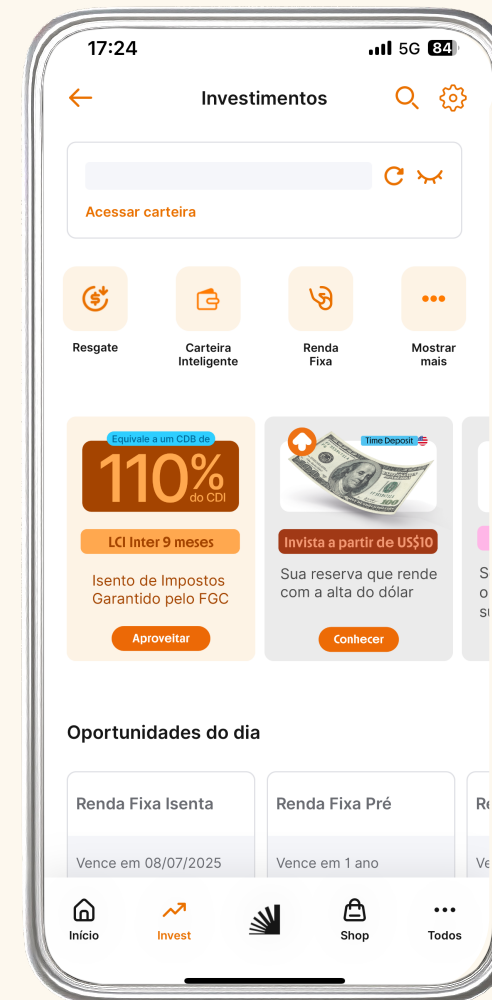 17:24
5G 84
Investimentos
Acessar carteira
Resgate
Carteira
Inteligente
Renda
Fixa
Mostrar
mais
Equivale a um CDB de
110%
do CDI
LCI Inter 9 meses
Isento de Impostos
Garantido pelo FGC
Aproveitar
Time Deposit
100
Invista a partir de US$10
Sua reserva que rende
com a alta do dólar
Conhecer
S
o
Oportunidades do dia
Renda Fixa Isenta
Vence em 08/07/2025
Renda Fixa Pré
Vence em 1 ano
Início
Invest
Shop
Todos